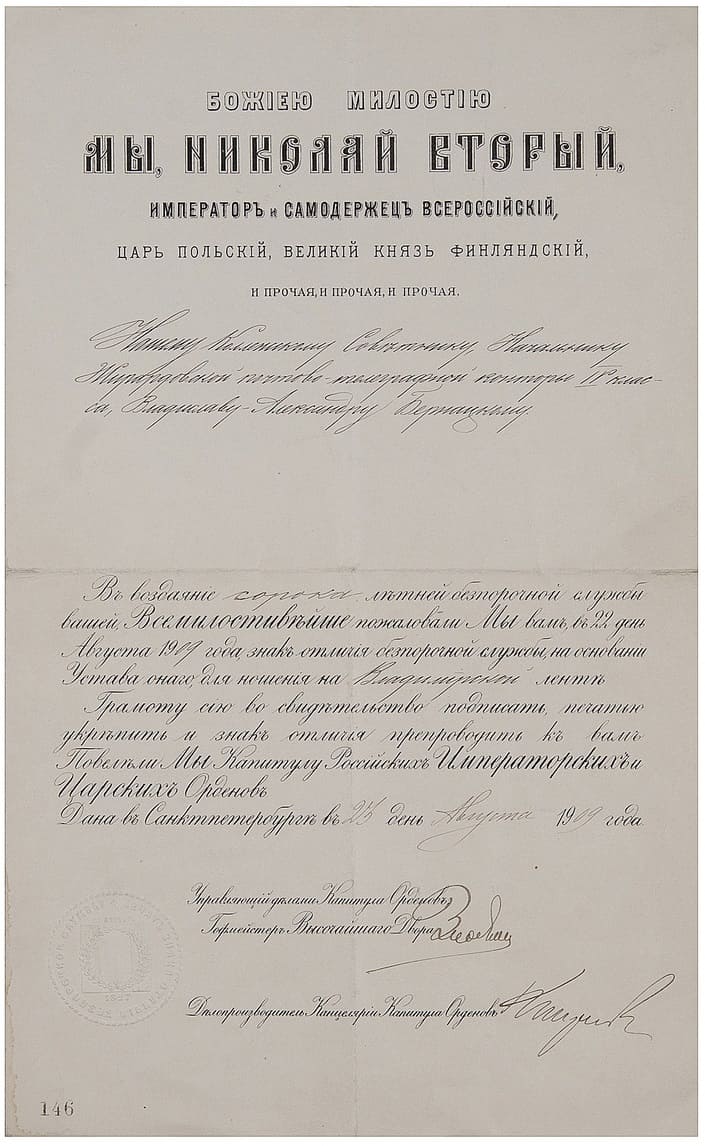 БОЖІЕЮ МИЛОСТІЮ
МЫ, НИКОЛАЙ ВТОРЫЙ,
ИМПЕРАТОРЪ и САМОДЕРЖЕЦЪ ВСЕРОССІЙСКІЙ,
ЦАРЬ ПОЛЬСКІЙ, ВЕЛИКІЙ КНЯЗЬ ФИНЛЯНДСКІЙ,
И ПРОЧАЯ, И ПРОЧАЯ, И ПРОЧАЯ.
Нашему Коллежскому Совѣтнику, Начальнику
Жирардовской почтово-телеграфной конторы клас-
са, Владиславу-Александру
Въ воздаяніе сорока лѣтней безпорочной службы
вашей, Всемилостивѣйше пожаловали Мы вамъ, въ 22 день
Августа 1909 года, знакъ отличія безпорочной службы, на основаніи
Устава онаго, для ношенія на Владимірской лентѣ.
Грамоту сію во свидѣтельство подписать, печатью
укрѣпить и знакъ отличія препроводить къ вамъ
Повелѣли Мы Капитулу Россійскихъ Императорскихъ и
Царскихъ Орденовъ.
Дана въ Санктпетербургѣ въ 23 день Августа 1909 года.
Управляющій дѣлами Капитула Орденовъ,
Гофмейстеръ Высочайшаго Двора
Дѣлопроизводитель Канцеляріи Капитула Орденовъ
1827
146